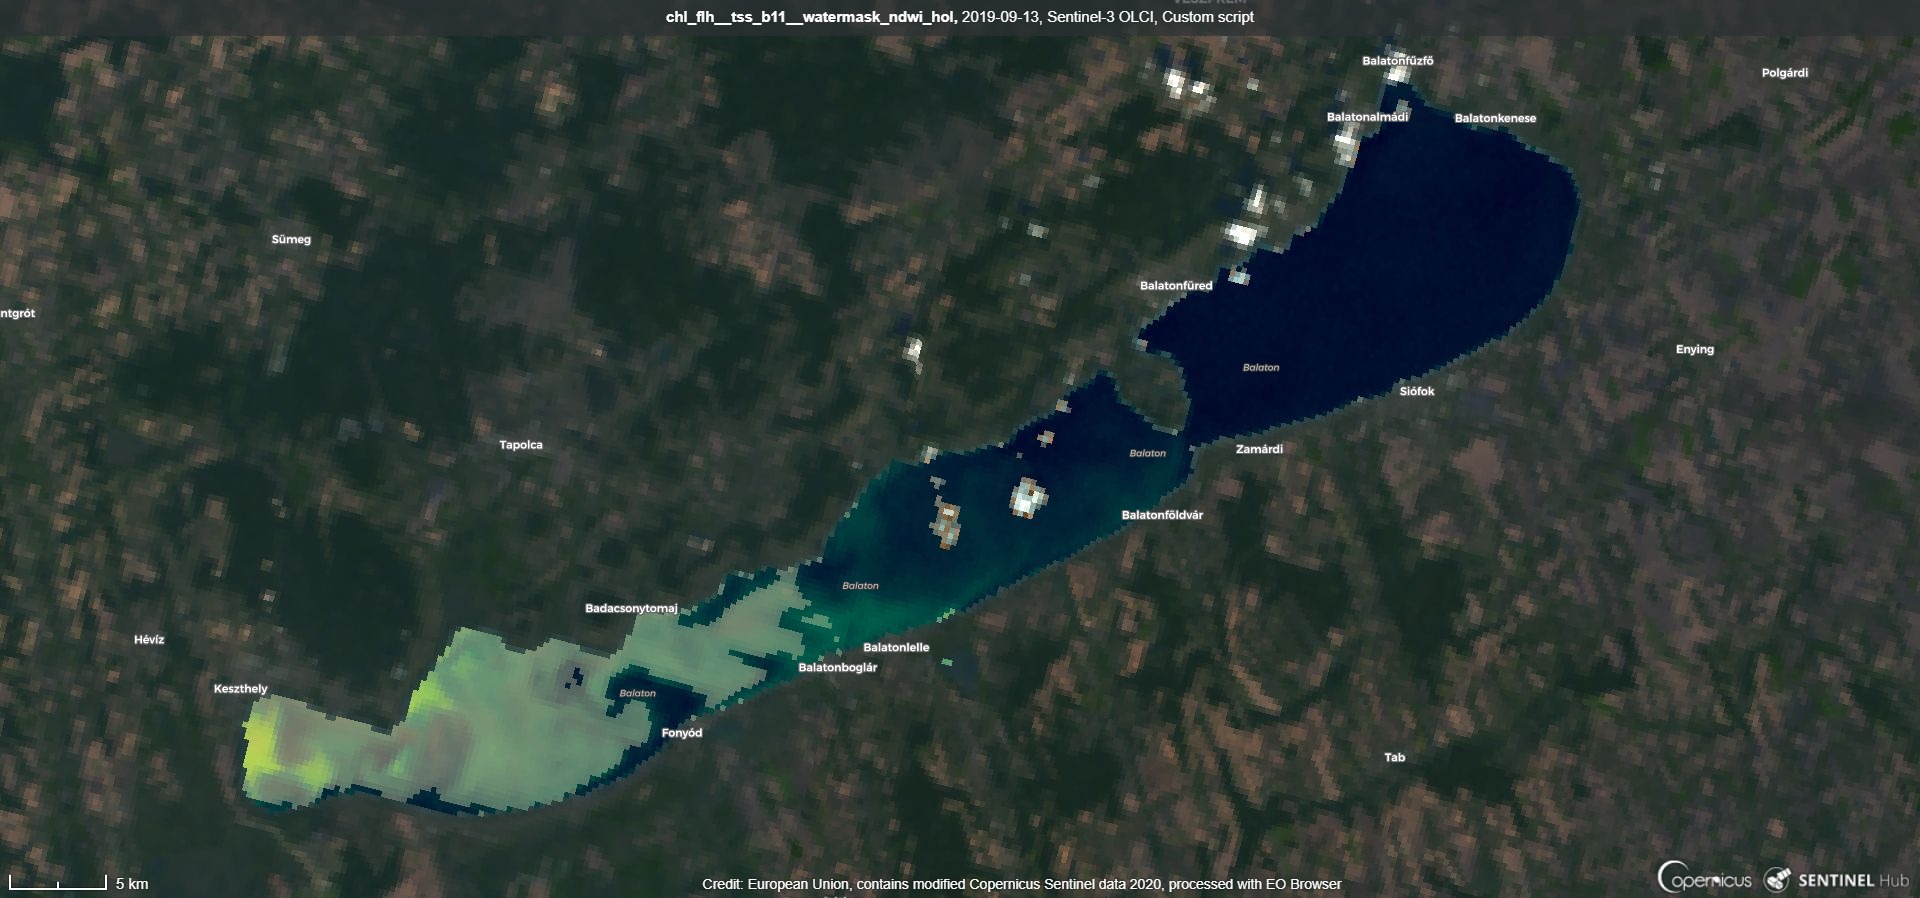 VESZPRÉM
chl_flh__tss_b11__watermask_ndwi_hol, 2019-09-13, Sentinel-3 OLCI, Custom script
Balatonfűzfő
Polgárdi
Balatonalmádi
Balatonkenese
Sümeg
Balatonfüred
ntgrót
Enying
Balaton
Siófok
Tapolca
Balaton
Zamárdi
Balatonföldvár
Balaton
Badacsonytomaj
Hévíz
Balatonlelle
Balatonboglár
Keszthely
Balaton
Fonyód
Tab
5 km
Credit: European Union, contains modified Copernicus Sentinel data 2020, processed with EO Browser
Copernicus
SENTINEL Hub